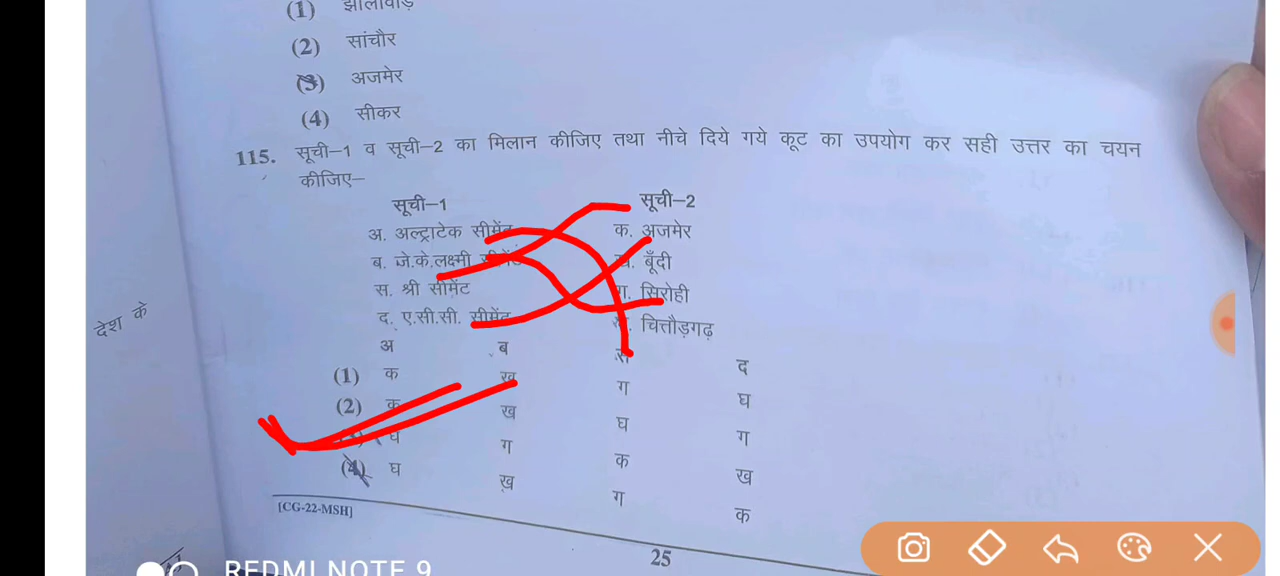 (1) झालावाड़
(2) सांचौर
(3) अजमेर
(4) सीकर
115. सूची–1 व सूची–2 का मिलान कीजिए तथा नीचे दिये गये कूट का उपयोग कर सही उत्तर का चयन
कीजिए–
सूची–1 सूची–2
अ. अल्ट्राटेक सीमेंट क. अजमेर
ब. जे.के.लक्ष्मी सीमेंट ख. बूँदी
स. श्री सीमेंट ग. सिरोही
द. ए.सी.सी. सीमेंट घ. चित्तौड़गढ़
अ ब स द
(1) क ख ग घ
(2) क ख घ ग
(3) घ ग क ख
(4) घ ख ग क
[CG-22-MSH]
25
देश के
REDMI NOTE 9